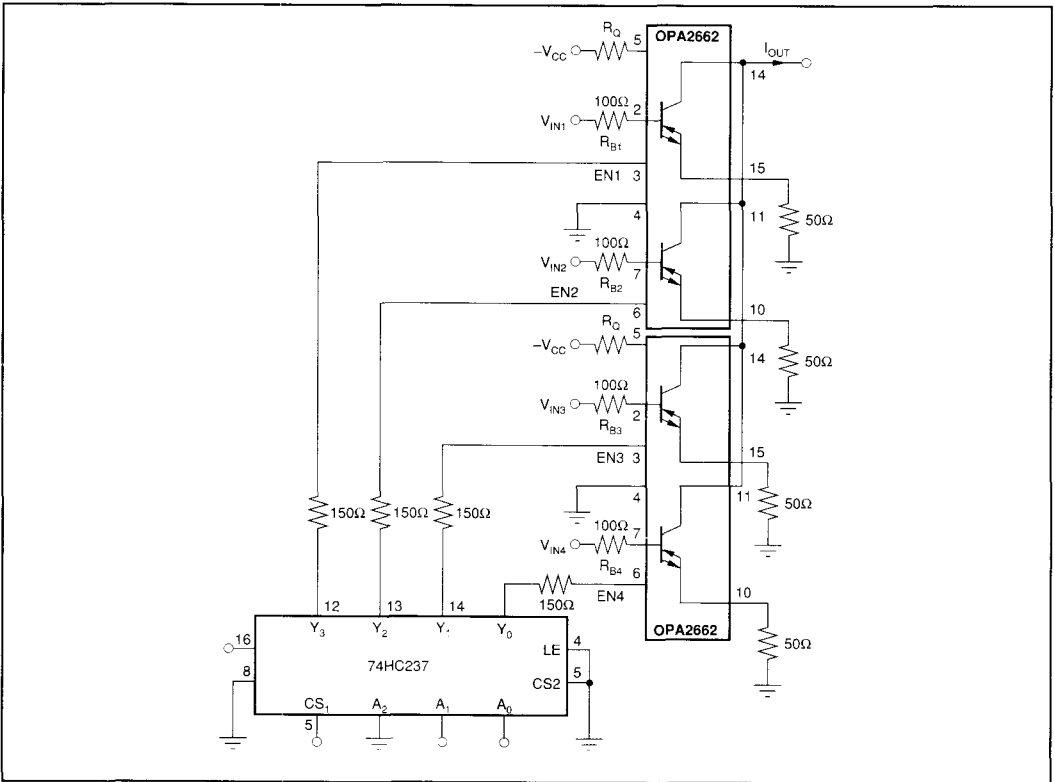 OPA2662
R_Q
5
–V_CC
I_OUT
14
100Ω
2
V_IN1
R_B1
15
EN1 3
11
4
50Ω
100Ω
V_IN2
7
R_B2
EN2
10
6
R_Q
5
–V_CC
14
50Ω
100Ω
V_IN3
2
R_B3
EN3 3
15
4
11
50Ω
150Ω
150Ω
150Ω
100Ω
7
V_IN4
R_B4
6
EN4
10
150Ω
12
13
14
OPA2662
50Ω
Y_3
Y_2
Y_1
Y_0
16
LE
4
74HC237
8
CS2
5
CS_1
A_2
A_1
A_0
5